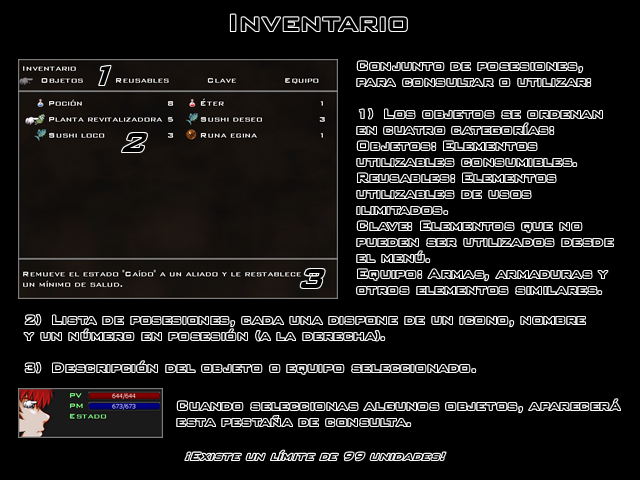 Inventario
Inventario
Objetos 1 Reusables Clave Equipo
Poción 8 Éter 1
Planta revitalizadora 5 Sushi deseo 3
Sushi loco 3 Runa egina 1
2
Remueve el estado 'Caído' a un aliado y le restablece
un mínimo de salud.
3
Conjunto de posesiones,
para consultar o utilizar:
1) Los objetos se ordenan
en cuatro categorías:
Objetos: Elementos
utilizables consumibles.
Reusables: Elementos
utilizables de usos
ilimitados.
Clave: Elementos que no
pueden ser utilizados desde
el menú.
Equipo: Armas, armaduras y
otros elementos similares.
2) Lista de posesiones, cada una dispone de un icono, nombre
y un número en posesión (a la derecha).
3) Descripción del objeto o equipo seleccionado.
PV 644/644
PM 673/673
Estado
Cuando seleccionas algunos objetos, aparecerá
esta pestaña de consulta.
¡Existe un límite de 99 unidades!